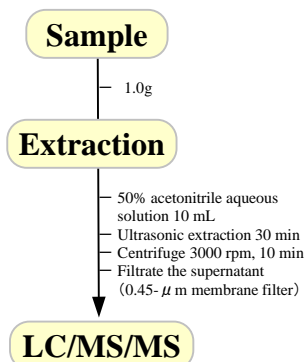 Sample
1.0g
Extraction
50% acetonitrile aqueous
solution 10 mL
Ultrasonic extraction 30 min
Centrifuge 3000 rpm, 10 min
Filtrate the supernatant
(0.45-μm membrane filter)
LC/MS/MS